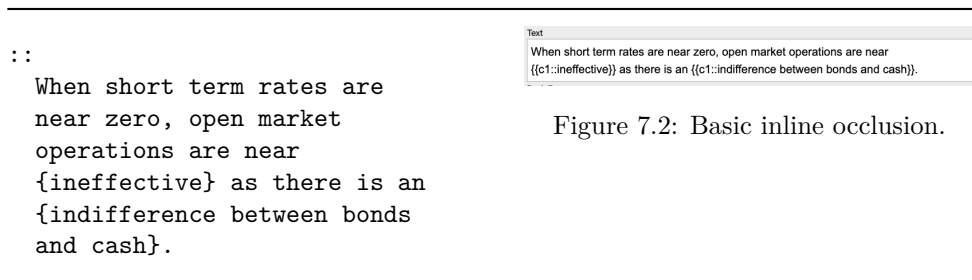 ::
When short term rates are
near zero, open market
operations are near
{ineffective} as there is an
{indifference between bonds
and cash}.
Text
When short term rates are near zero, open market operations are near
{{c1::ineffective}} as there is an {{c1::indifference between bonds and cash}}.
Figure 7.2: Basic inline occlusion.